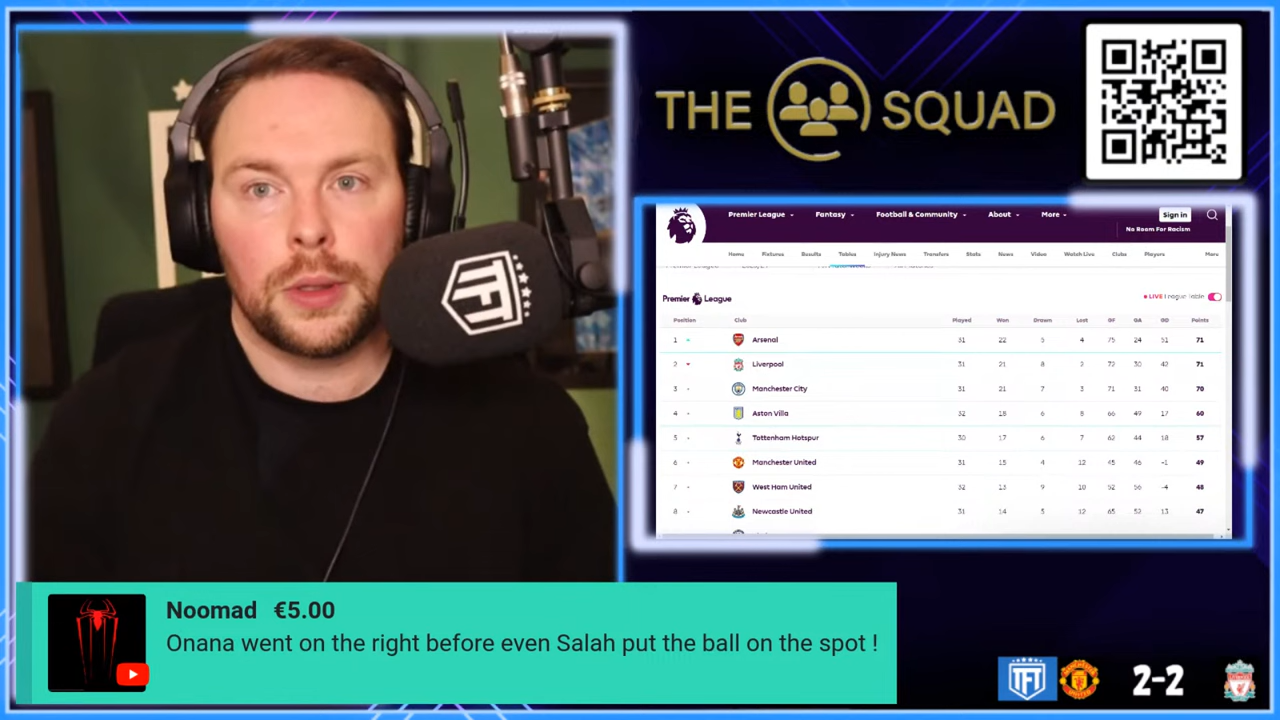 THE SQUAD
Premier League Fantasy Football & Community About More Sign in
No Room For Racism
Home Fixtures Results Tables Injury News Transfers Stats News Video Watch Live Clubs Players More
Premier League LIVE League Table
Position Club Played Won Drawn Lost GF GA GD Points
1 Arsenal 31 22 5 4 75 24 51 71
2 Liverpool 31 21 8 2 72 30 42 71
3 Manchester City 31 21 7 3 71 31 40 70
4 Aston Villa 32 18 6 8 66 49 17 60
5 Tottenham Hotspur 30 17 6 7 62 44 18 57
6 Manchester United 31 15 4 12 45 46 -1 49
7 West Ham United 32 13 9 10 52 56 -4 48
8 Newcastle United 31 14 5 12 65 52 13 47
TFT
Noomad €5.00
Onana went on the right before even Salah put the ball on the spot !
TFT 2-2